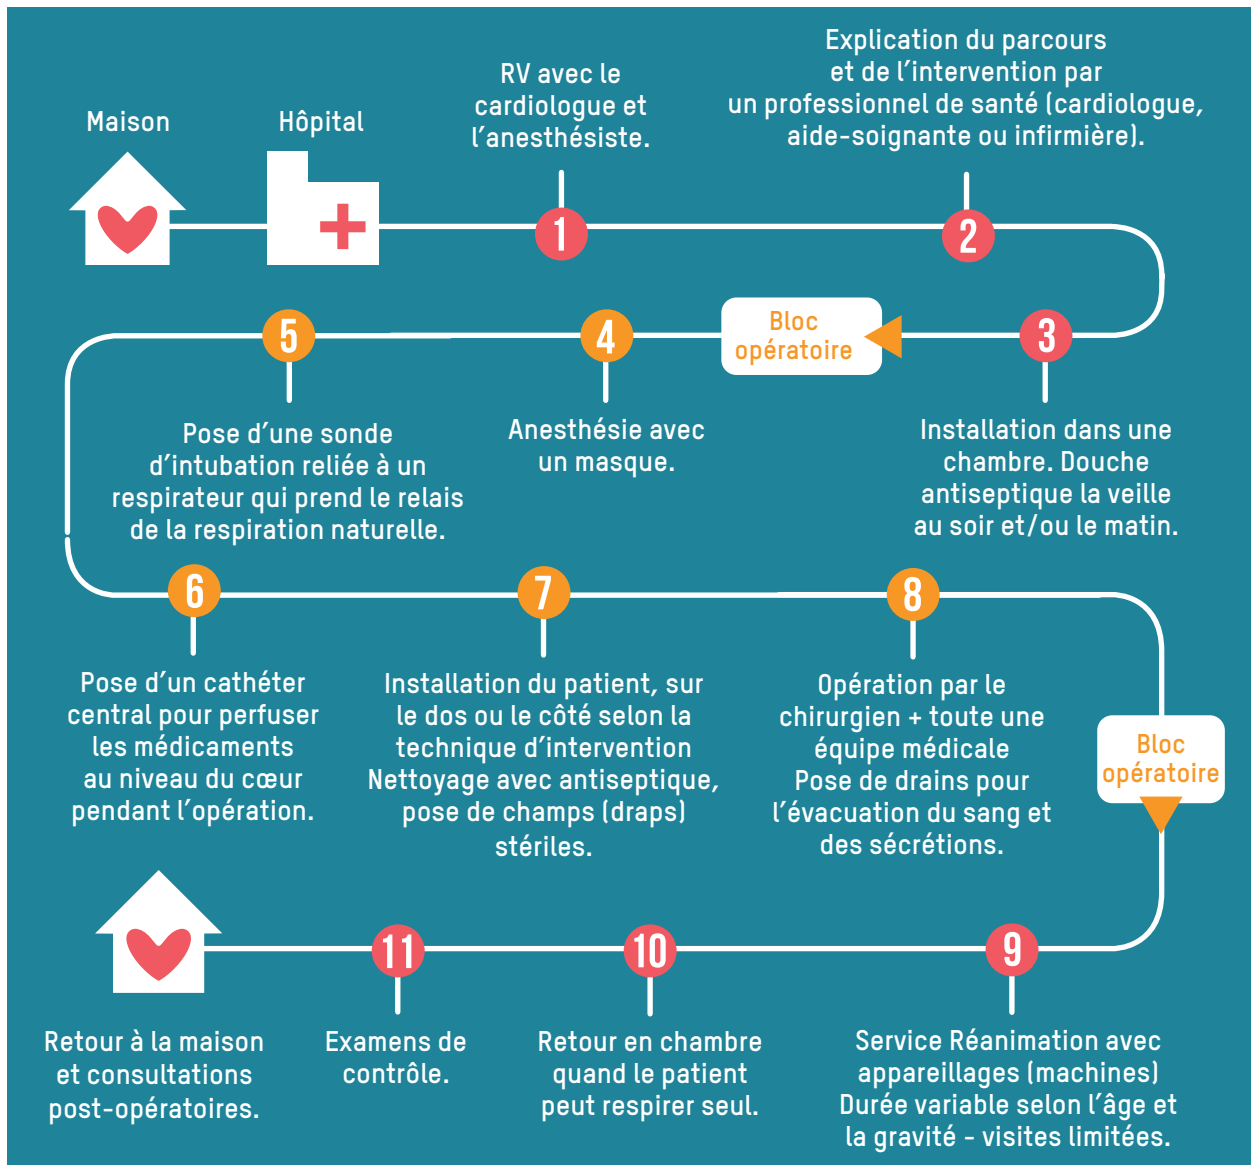 Maison
Hôpital
RV avec le
cardiologue et
l'anesthésiste.
Explication du parcours
et de l'intervention par
un professionnel de santé (cardiologue,
aide-soignante ou infirmière).
1
2
3
Installation dans une
chambre. Douche
antiseptique la veille
au soir et/ou le matin.
Bloc
opératoire
4
Anesthésie avec
un masque.
5
Pose d'une sonde
d'intubation reliée à un
respirateur qui prend le relais
de la respiration naturelle.
6
Pose d'un cathéter
central pour perfuser
les médicaments
au niveau du cœur
pendant l'opération.
7
Installation du patient, sur
le dos ou le côté selon la
technique d'intervention
Nettoyage avec antiseptique,
pose de champs (draps)
stériles.
8
Opération par le
chirurgien + toute une
équipe médicale
Pose de drains pour
l'évacuation du sang et
des sécrétions.
Bloc
opératoire
9
Service Réanimation avec
appareillages (machines)
Durée variable selon l'âge et
la gravité - visites limitées.
10
Retour en chambre
quand le patient
peut respirer seul.
11
Examens de
contrôle.
Retour à la maison
et consultations
post-opératoires.